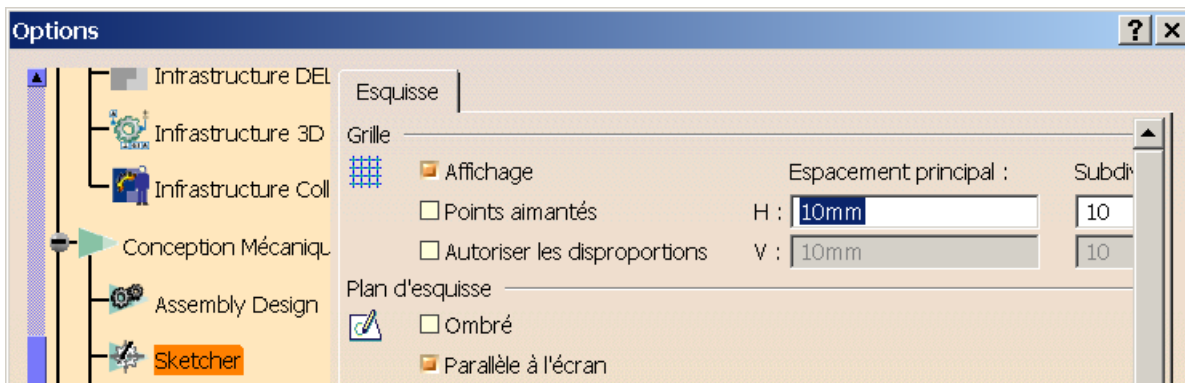 Options
Infrastructure DEL
Infrastructure 3D
Infrastructure Coll
Conception Mécaniqu
Assembly Design
Sketcher
Esquisse
Grille
Affichage Espacement principal : Subdiv
Points aimantés H : 10mm 10
Autoriser les disproportions V : 10mm 10
Plan d'esquisse
Ombré
Parallèle à l'écran